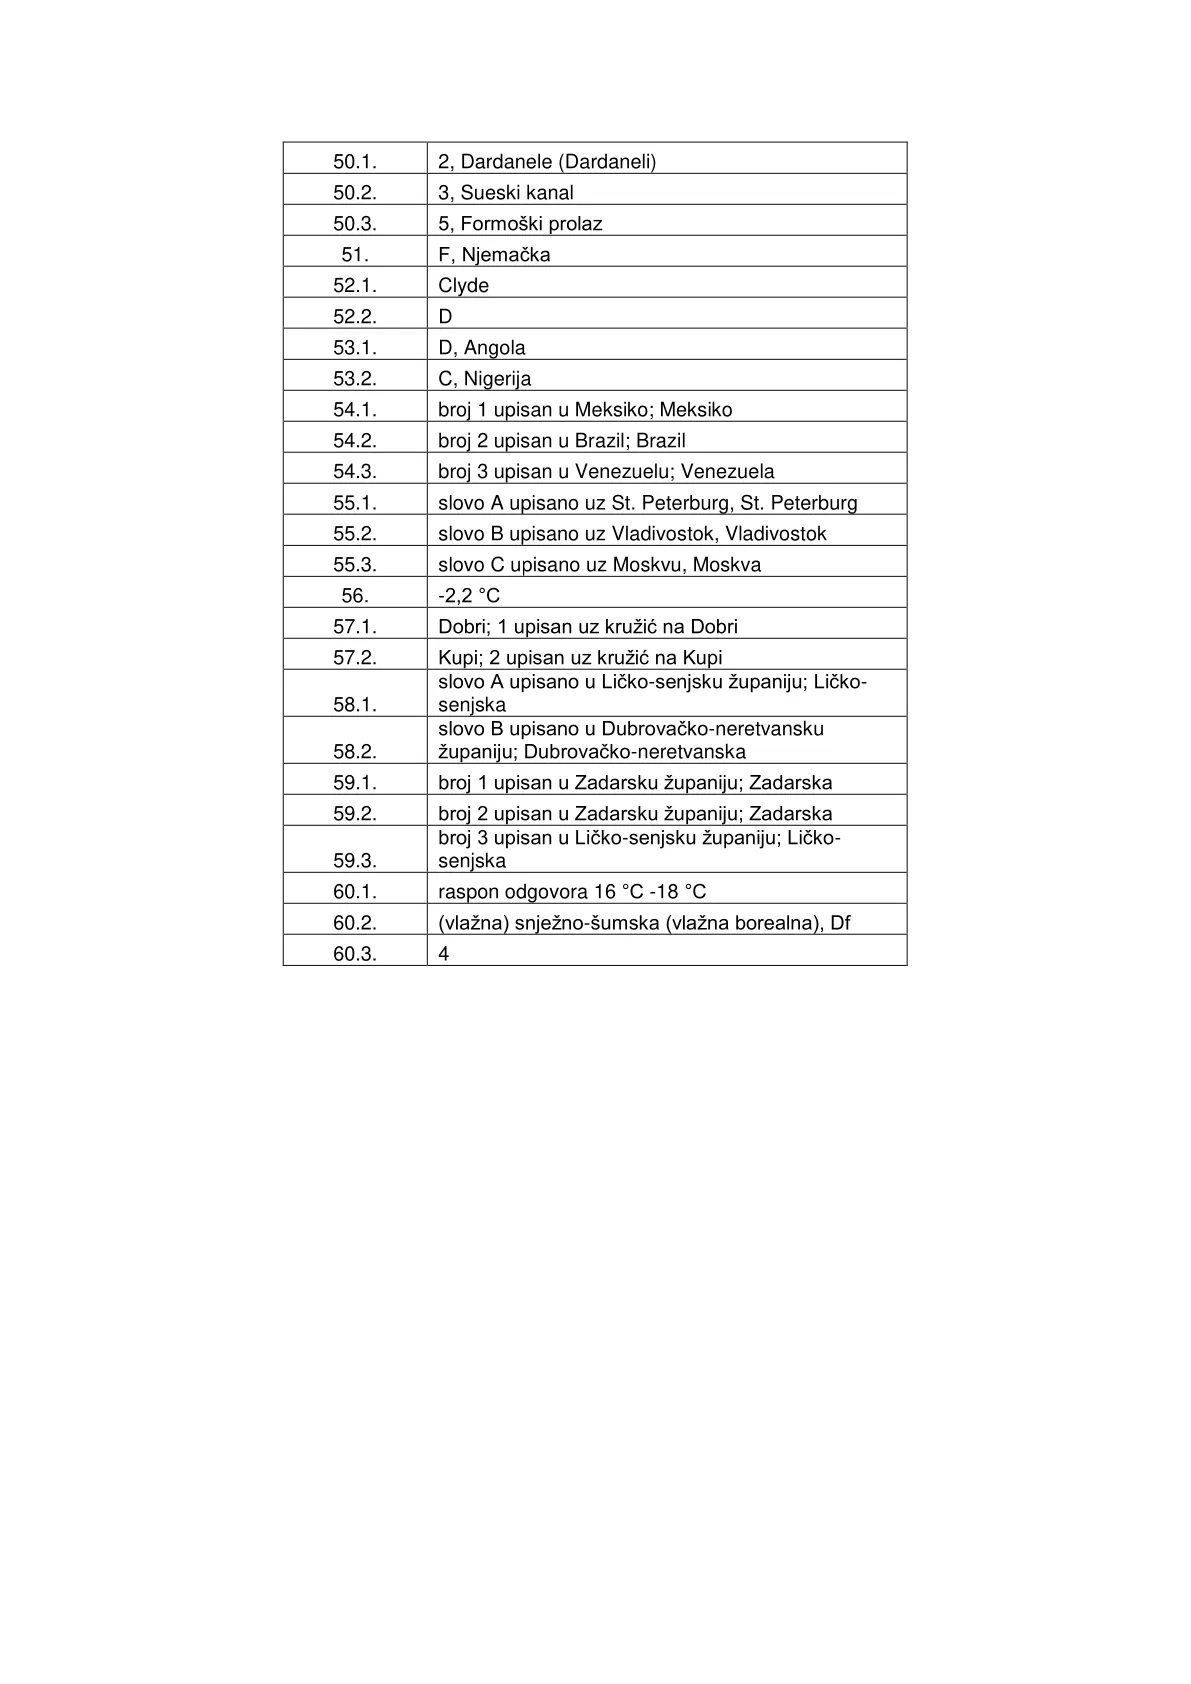 50.1. 2, Dardanele (Dardaneli)
50.2. 3, Sueski kanal
50.3. 5, Formoški prolaz
51. F, Njemačka
52.1. Clyde
52.2. D
53.1. D, Angola
53.2. C, Nigerija
54.1. broj 1 upisan u Meksiko; Meksiko
54.2. broj 2 upisan u Brazil; Brazil
54.3. broj 3 upisan u Venezuelu; Venezuela
55.1. slovo A upisano uz St. Peterburg, St. Peterburg
55.2. slovo B upisano uz Vladivostok, Vladivostok
55.3. slovo C upisano uz Moskvu, Moskva
56. -2,2 °C
57.1. Dobri; 1 upisan uz kružić na Dobri
57.2. Kupi; 2 upisan uz kružić na Kupi
slovo A upisano u Ličko-senjsku županiju; Ličko-
58.1. senjska
slovo B upisano u Dubrovačko-neretvansku
58.2. županiju; Dubrovačko-neretvanska
59.1. broj 1 upisan u Zadarsku županiju; Zadarska
59.2. broj 2 upisan u Zadarsku županiju; Zadarska
broj 3 upisan u Ličko-senjsku županiju; Ličko-
59.3. senjska
60.1. raspon odgovora 16 °C -18 °C
60.2. (vlažna) snježno-šumska (vlažna borealna), Df
60.3. 4